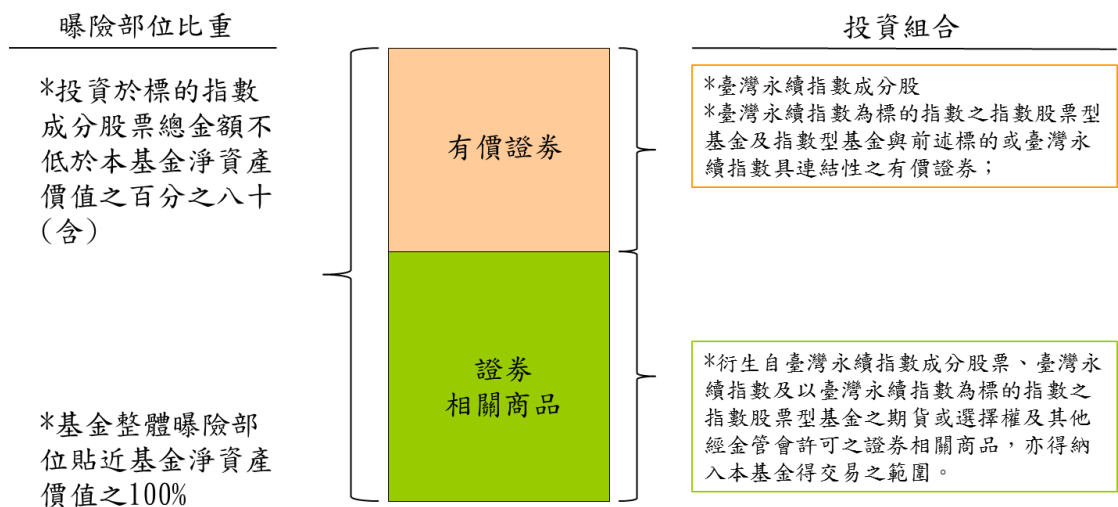 曝險部位比重
*投資於標的指數
成分股票總金額不
低於本基金淨資產
價值之百分之八十
(含)
*基金整體曝險部
位貼近基金淨資產
價值之100%
有價證券
證券
相關商品
投資組合
*臺灣永續指數成分股
*臺灣永續指數為標的指數之指數股票型
基金及指數型基金與前述標的或臺灣永
續指數具連結性之有價證券；
*衍生自臺灣永續指數成分股票、臺灣永
續指數及以臺灣永續指數為標的指數之
指數股票型基金之期貨或選擇權及其他
經金管會許可之證券相關商品，亦得納
入本基金得交易之範圍。